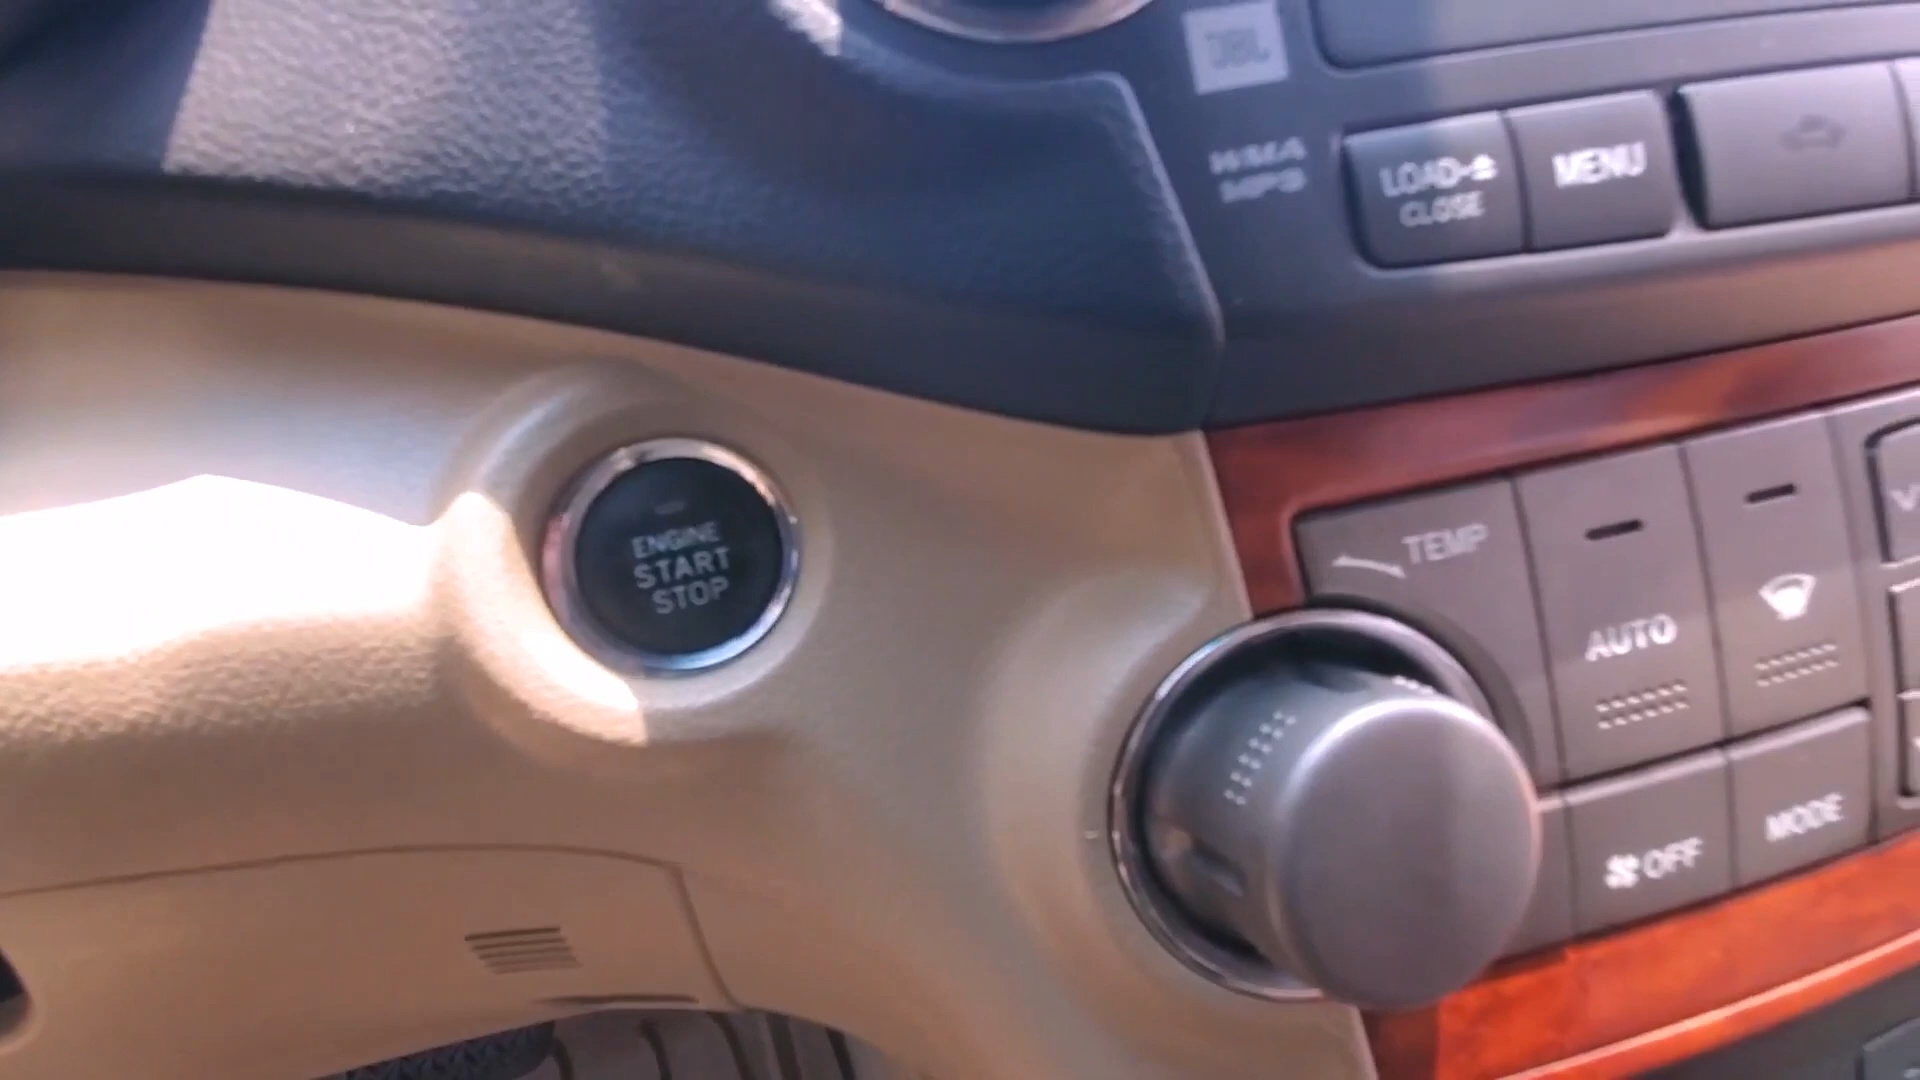 JBL
WMA
MP3
LOAD-
CLOSE
MENU
ENGINE
START
STOP
TEMP
AUTO
OFF
MODE